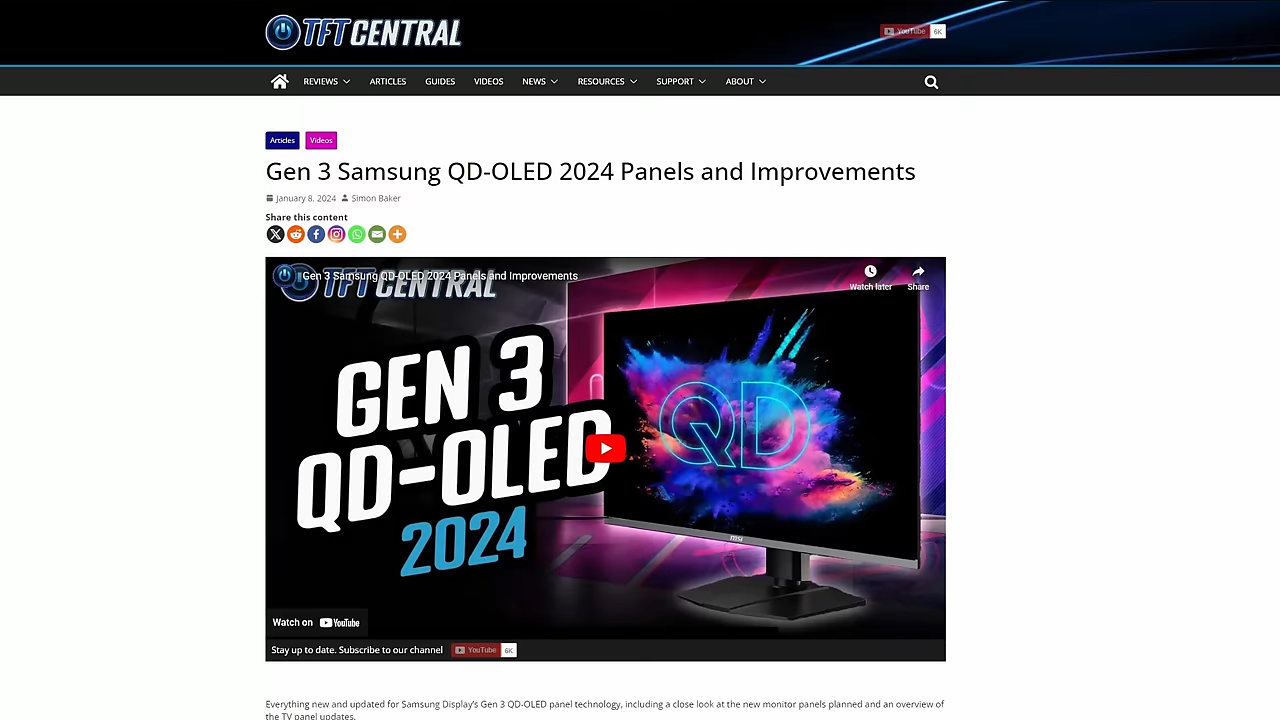 TFTCENTRAL
YouTube 6K
REVIEWS ARTICLES GUIDES VIDEOS NEWS RESOURCES SUPPORT ABOUT
Articles Videos
Gen 3 Samsung QD-OLED 2024 Panels and Improvements
January 8, 2024 Simon Baker
Share this content
Gen 3 Samsung QD-OLED 2024 Panels and Improvements
TFTCENTRAL
Watch later Share
GEN 3
QD-OLED
2024
QD
msi
Watch on YouTube
Stay up to date. Subscribe to our channel YouTube 6K
Everything new and updated for Samsung Display's Gen 3 QD-OLED panel technology, including a close look at the new monitor panels planned and an overview of
the TV panel updates.